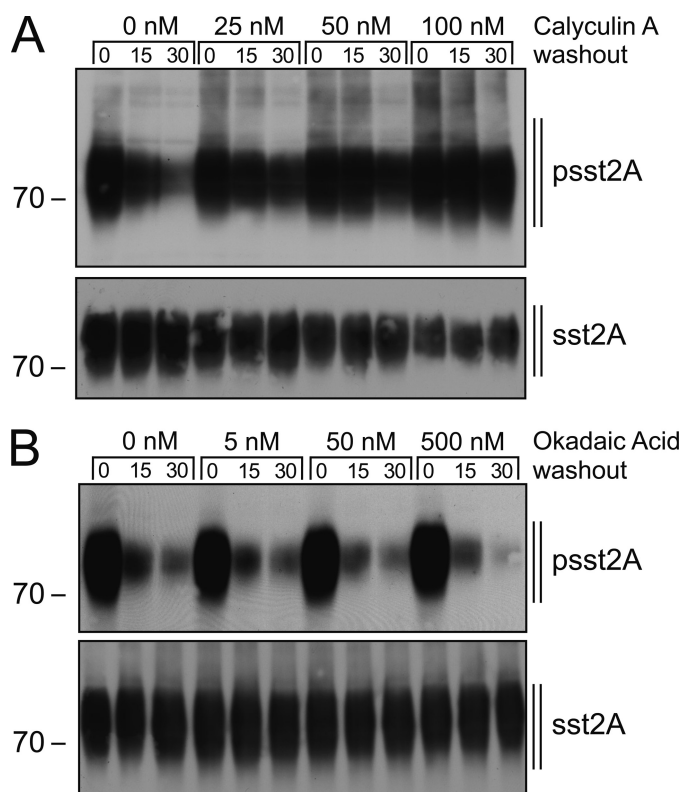 A
0 nM 25 nM 50 nM 100 nM Calyculin A
0 15 30 0 15 30 0 15 30 0 15 30 washout
psst2A
70 –
sst2A
70 –
B
0 nM 5 nM 50 nM 500 nM Okadaic Acid
0 15 30 0 15 30 0 15 30 0 15 30 washout
psst2A
70 –
sst2A
70 –